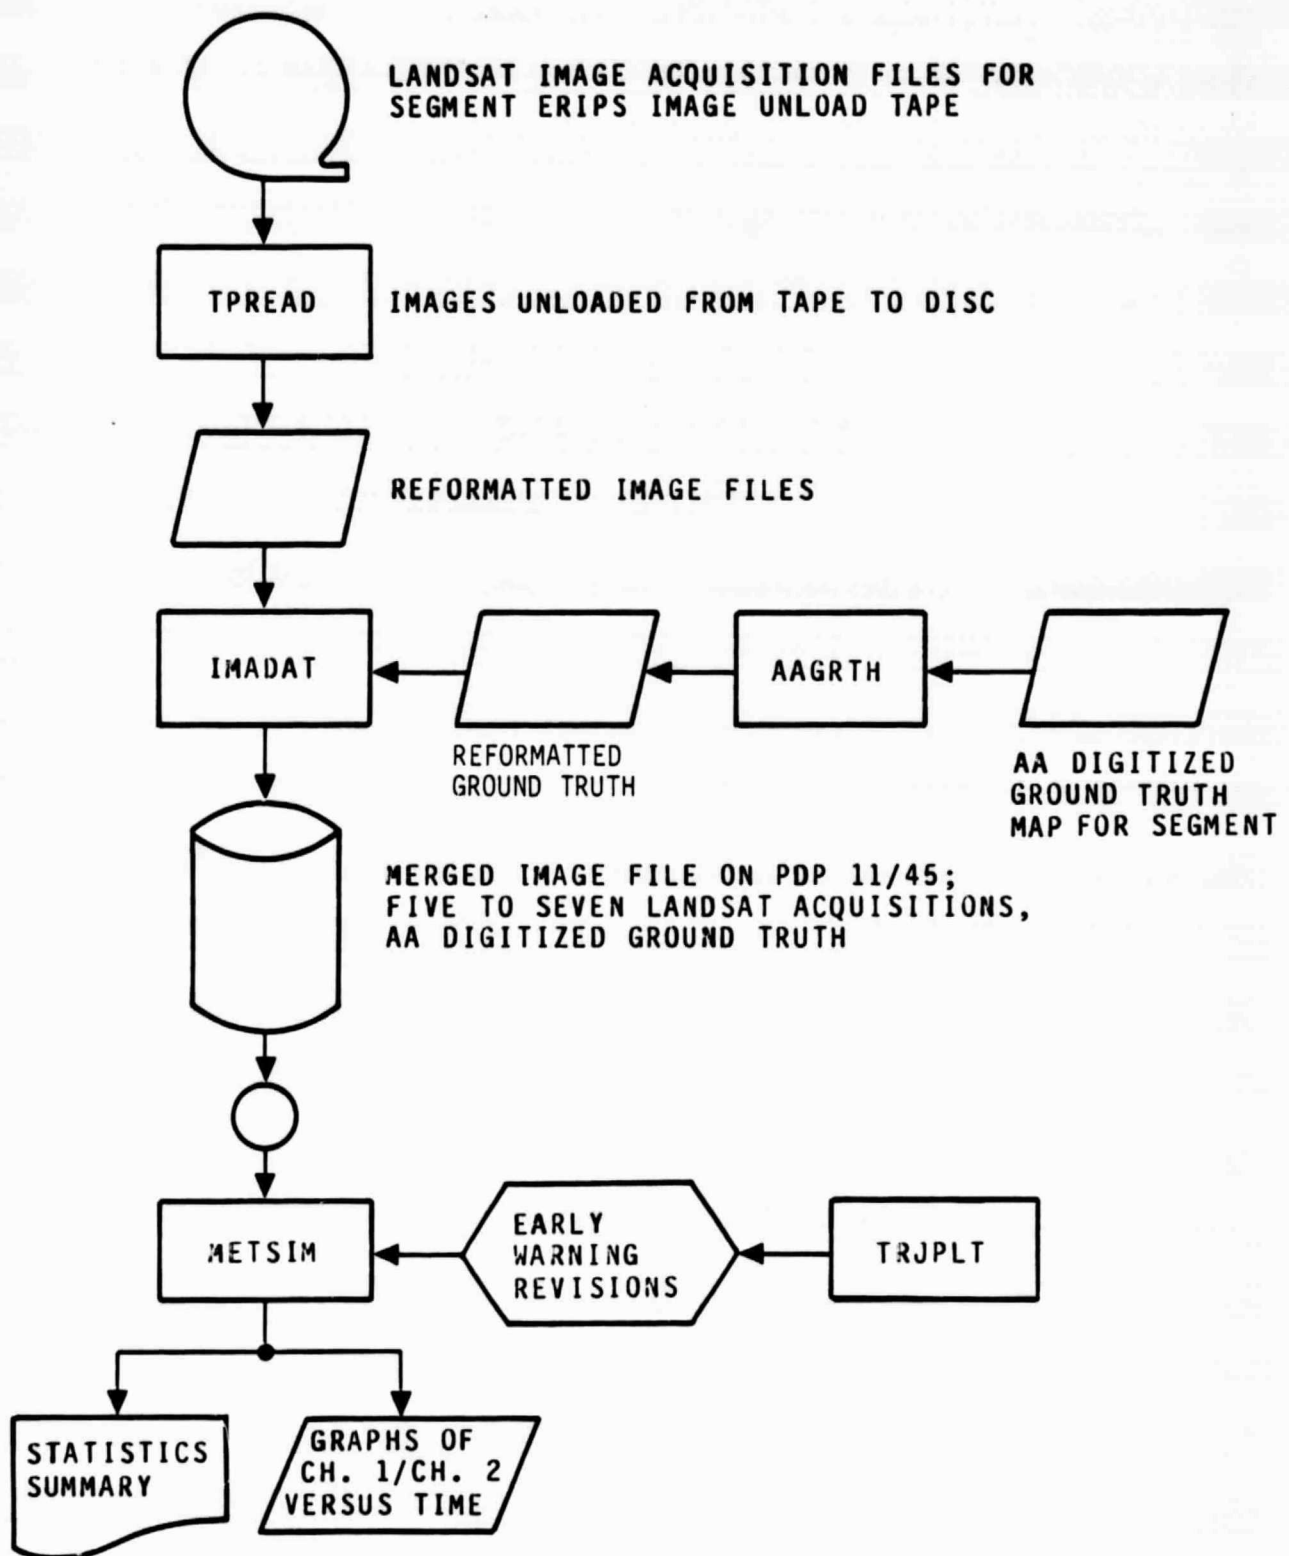 LANDSAT IMAGE ACQUISITION FILES FOR
SEGMENT ERIPS IMAGE UNLOAD TAPE
TPREAD
IMAGES UNLOADED FROM TAPE TO DISC
REFORMATTED IMAGE FILES
IMADAT
AAGRTH
REFORMATTED
GROUND TRUTH
AA DIGITIZED
GROUND TRUTH
MAP FOR SEGMENT
MERGED IMAGE FILE ON PDP 11/45;
FIVE TO SEVEN LANDSAT ACQUISITIONS,
AA DIGITIZED GROUND TRUTH
METSIM
EARLY
WARNING
REVISIONS
TRJPLT
STATISTICS
SUMMARY
GRAPHS OF
CH. 1/CH. 2
VERSUS TIME